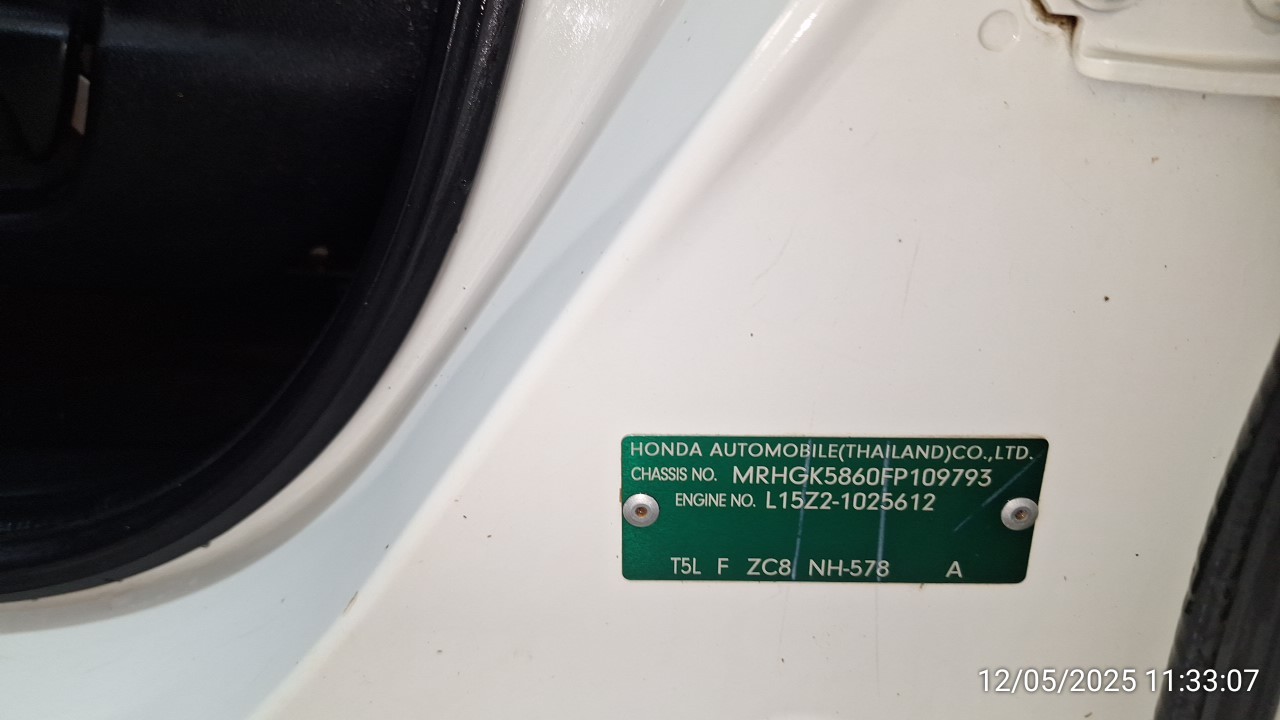 HONDA AUTOMOBILE(THAILAND)CO.,LTD.
CHASSIS NO. MRHGK5860FP109793
ENGINE NO. L15Z2-1025612
T5L F ZC8 NH-578 A
12/05/2025 11:33:07